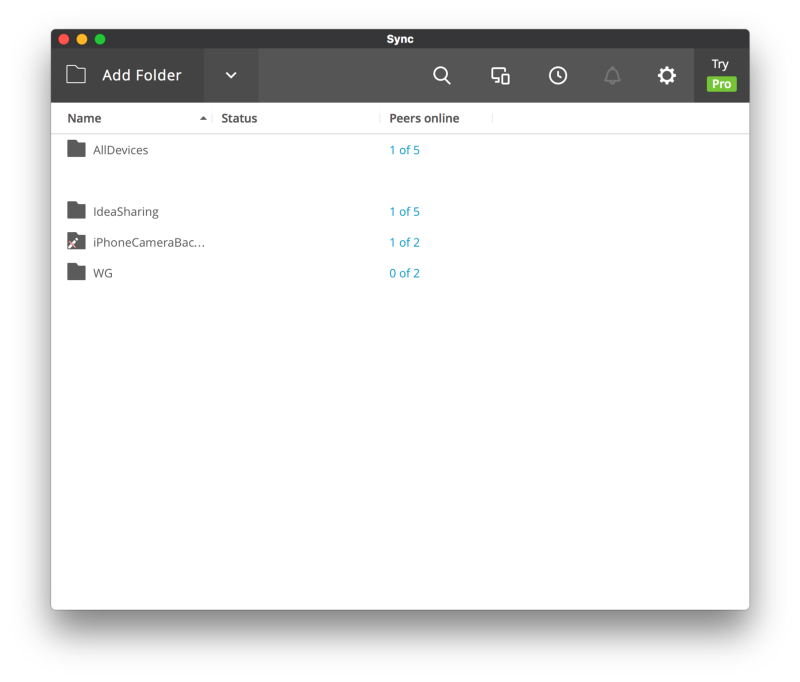 Sync
Add Folder
Try
Pro
Name Status Peers online
AllDevices 1 of 5
IdeaSharing 1 of 5
iPhoneCameraBac... 1 of 2
WG 0 of 2